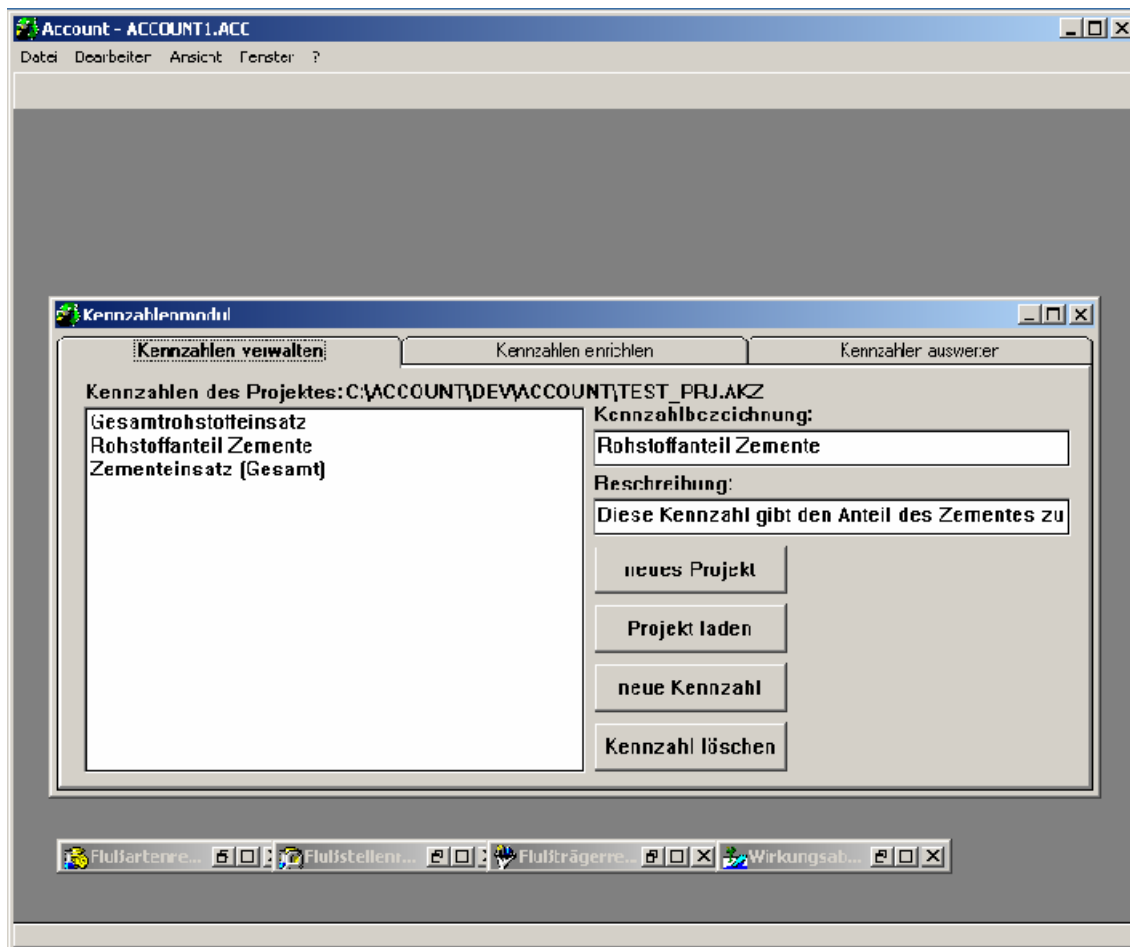 Account - ACCOUNT1.ACC
Datei Bearbeiten Ansicht Fenster ?
Kennzahlenmodul
Kennzahlen verwalten Kennzahlen einrichten Kennzahlen auswerten
Kennzahlen des Projektes: C:\ACCOUNT\DEV\ACCOUNT\TEST_PRJ.AKZ
Gesamtrohstoffeinsatz
Rohstoffanteil Zemente
Zementeinsatz (Gesamt)
Kennzahlbezeichnung:
Rohstoffanteil Zemente
Beschreibung:
Diese Kennzahl gibt den Anteil des Zementes zu
neues Projekt
Projekt laden
neue Kennzahl
Kennzahl löschen
Flußartenre... Flußstellenr... Flußträgerre... Wirkungsab...